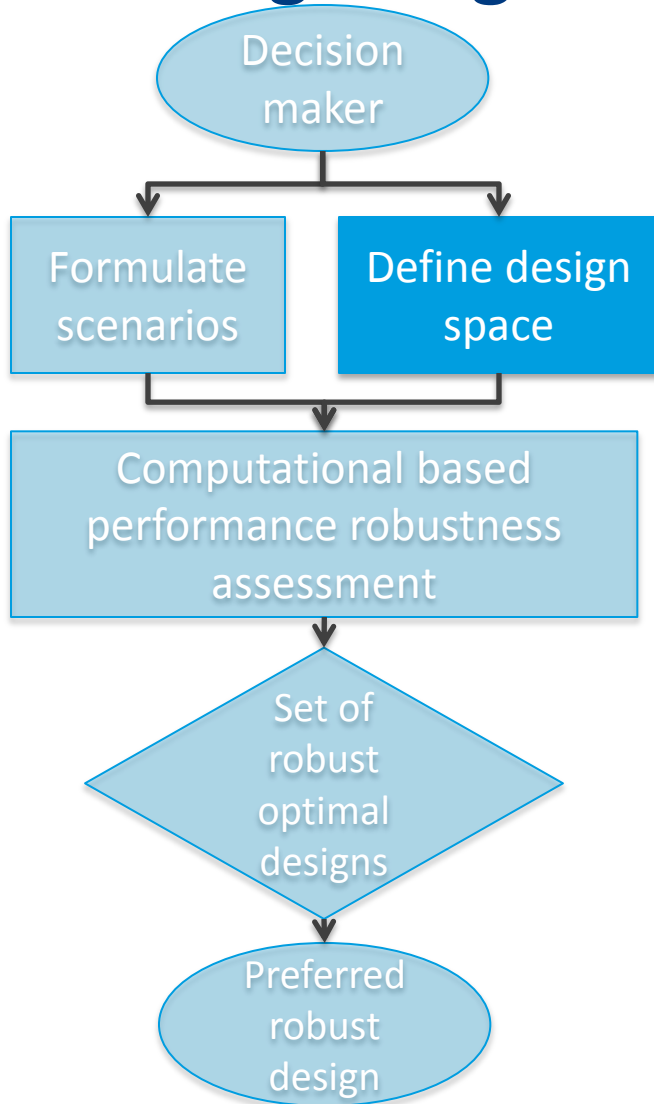 Decision
maker
Formulate
scenarios
Define design
space
Computational based
performance robustness
assessment
Set of
robust
optimal
designs
Preferred
robust
design